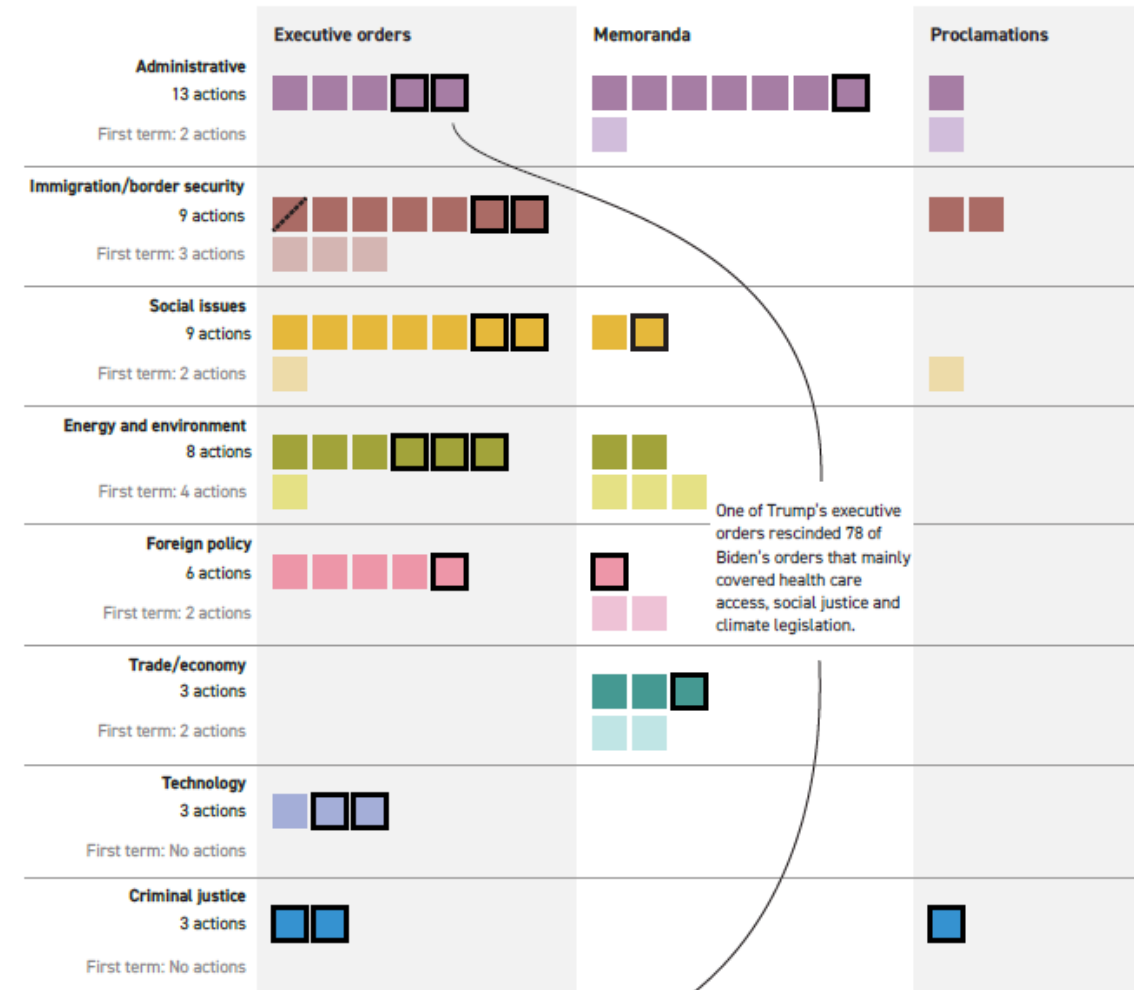 Executive orders
Memoranda
Proclamations
Administrative
13 actions
First term: 2 actions
Immigration/border security
9 actions
First term: 3 actions
Social issues
9 actions
First term: 2 actions
Energy and environment
8 actions
First term: 4 actions
One of Trump's executive
orders rescinded 78 of
Biden's orders that mainly
covered health care
access, social justice and
climate legislation.
Foreign policy
6 actions
First term: 2 actions
Trade/economy
3 actions
First term: 2 actions
Technology
3 actions
First term: No actions
Criminal justice
3 actions
First term: No actions